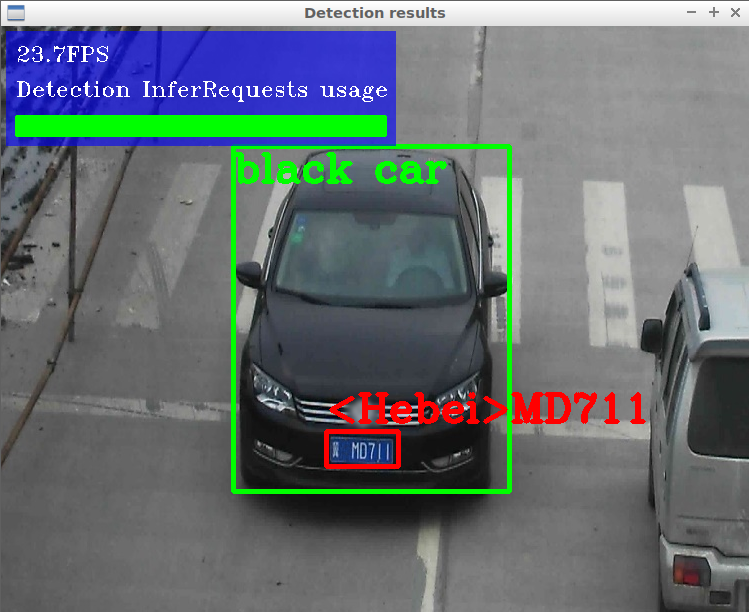 Detection results
23.7FPS
Detection InferRequests usage
black car
<Hebei>MD711
MD711